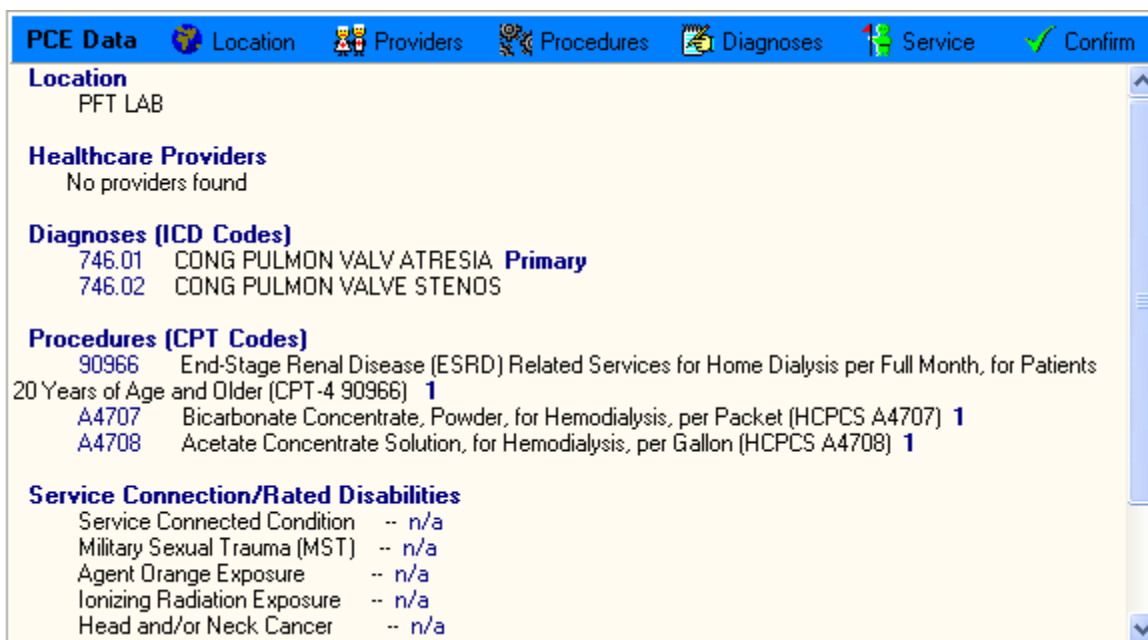 PCE Data Location Providers Procedures Diagnoses Service Confirm
Location
PFT LAB
Healthcare Providers
No providers found
Diagnoses (ICD Codes)
746.01 CONG PULMON VALV ATRESIA Primary
746.02 CONG PULMON VALVE STENOS
Procedures (CPT Codes)
90966 End-Stage Renal Disease (ESRD) Related Services for Home Dialysis per Full Month, for Patients
20 Years of Age and Older (CPT-4 90966) 1
A4707 Bicarbonate Concentrate, Powder, for Hemodialysis, per Packet (HCPCS A4707) 1
A4708 Acetate Concentrate Solution, for Hemodialysis, per Gallon (HCPCS A4708) 1
Service Connection/Rated Disabilities
Service Connected Condition -- n/a
Military Sexual Trauma (MST) -- n/a
Agent Orange Exposure -- n/a
Ionizing Radiation Exposure -- n/a
Head and/or Neck Cancer -- n/a